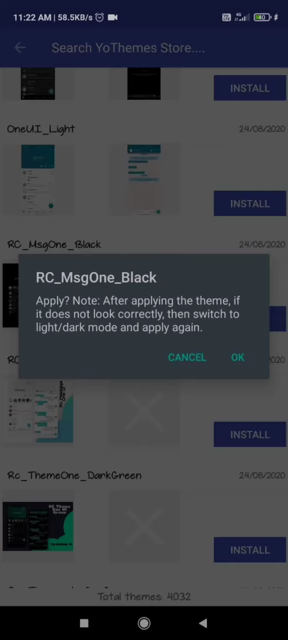 11:22 AM | 58.5KB/s
Search YoThemes Store....
INSTALL
OneUI_Light
24/08/2020
INSTALL
RC_MsgOne_Black
24/08/2020
RC_MsgOne_Black
Apply? Note: After applying the theme, if
it does not look correctly, then switch to
light/dark mode and apply again.
CANCEL
OK
INSTALL
Rc_ThemeOne_DarkGreen
24/08/2020
INSTALL
Total themes: 4032